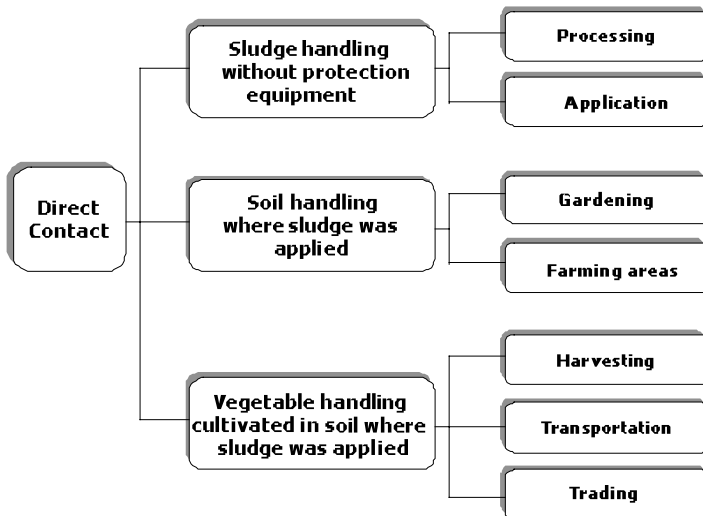 Direct
Contact
Sludge handling
without protection
equipment
Processing
Application
Soil handling
where sludge was
applied
Gardening
Farming areas
Vegetable handling
cultivated in soil where
sludge was applied
Harvesting
Transportation
Trading